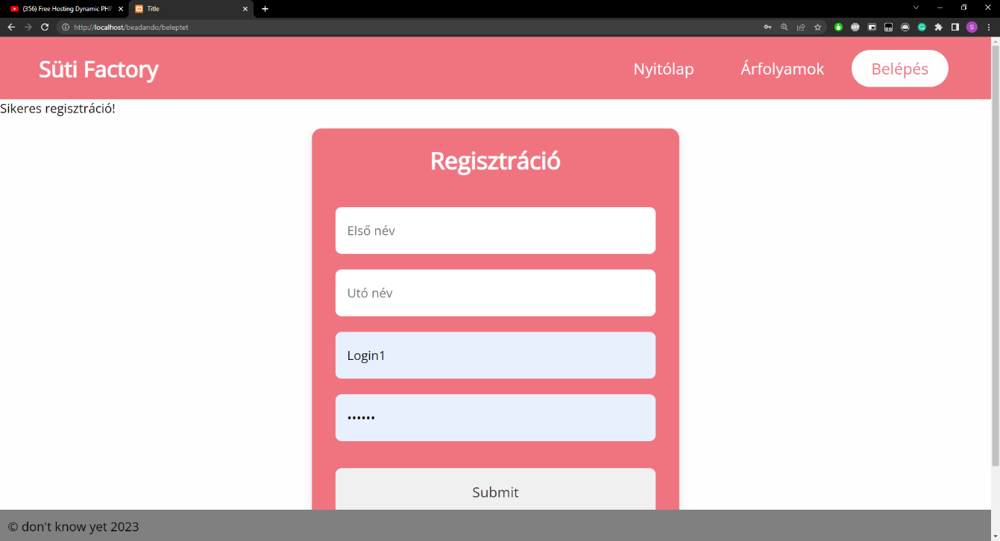 (356) Free Hosting Dynamic PHP
Title
http://localhost/beadando/beleptet
S
Süti Factory
Nyitólap
Árfolyamok
Belépés
Sikeres regisztráció!
Regisztráció
Első név
Utó név
Login1
••••••
Submit
© don't know yet 2023